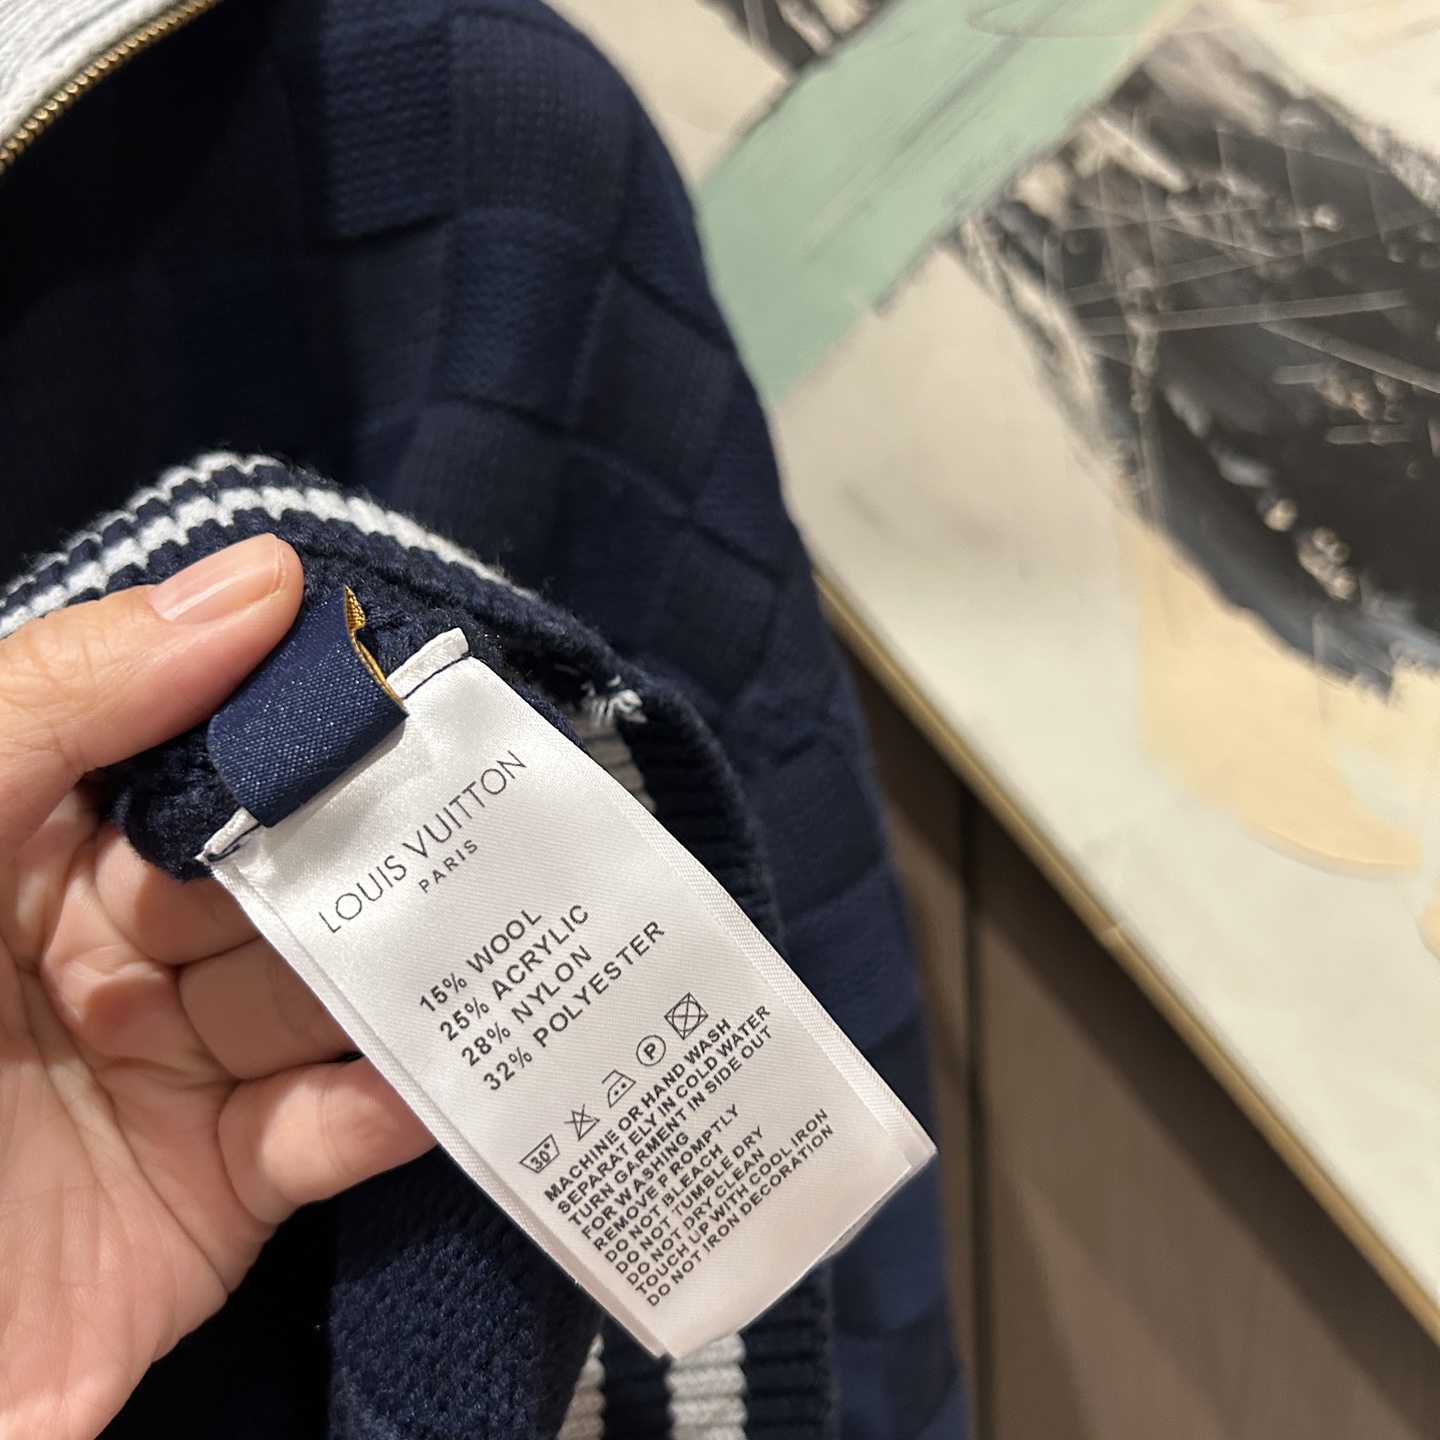 LOUIS VUITTON
PARIS
15% WOOL
25% ACRYLIC
28% NYLON
32% POLYESTER
30°
P
MACHINE OR HAND WASH
SEPARATELY IN COLD WATER
TURN GARMENT IN SIDE OUT
FOR WASHING
REMOVE PROMPTLY
DO NOT BLEACH
DO NOT TUMBLE DRY
DO NOT DRY CLEAN
TOUCH UP WITH COOL IRON
DO NOT IRON DECORATION